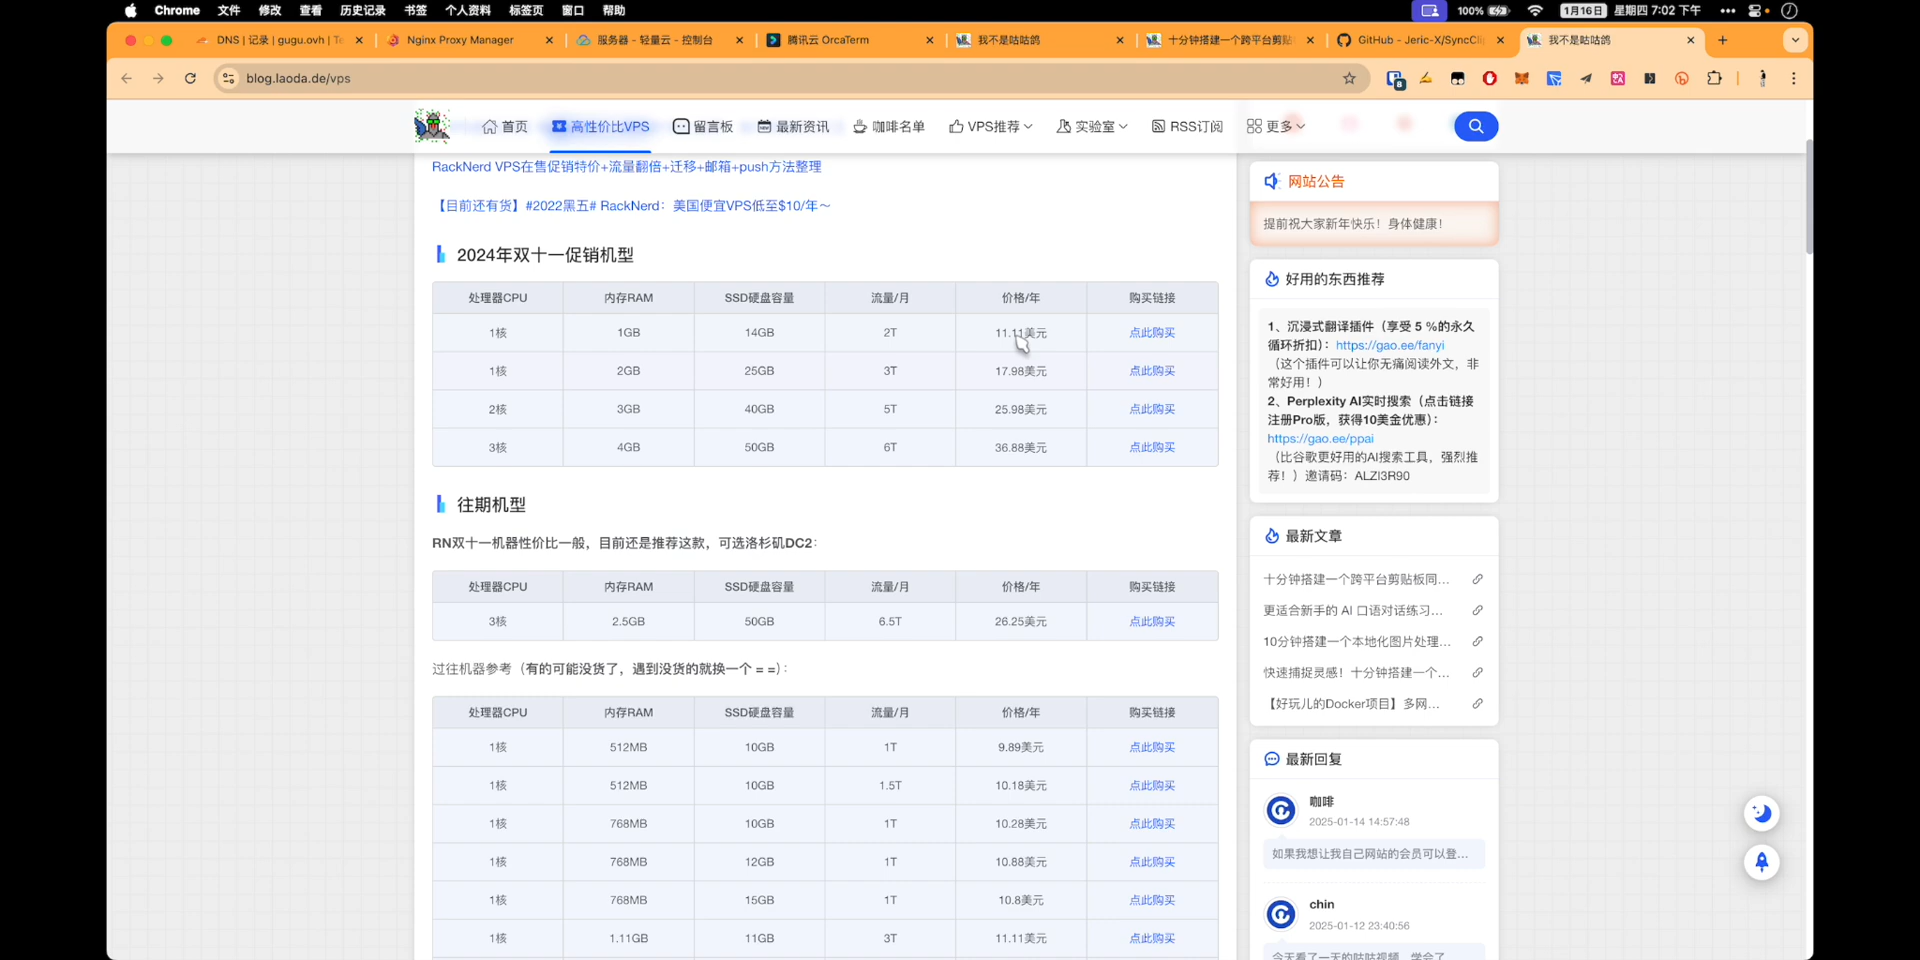 Chrome 文件 修改 查看 历史记录 书签 个人资料 标签页 窗口 帮助 100% 1月16日 星期四 7:02 下午
DNS | 记录 | gugu.ovh | Nginx Proxy Manager 服务器 - 轻量云 - 控制台 腾讯云 OrcaTerm 我不是咕咕鸽 十分钟搭建一个跨平台剪贴 GitHub - Jeric-X/SyncCli 我不是咕咕鸽
blog.laoda.de/vps
首页 高性价比VPS 留言板 最新资讯 咖啡名单 VPS推荐 实验室 RSS订阅 更多
RackNerd VPS在售促销特价+流量翻倍+迁移+邮箱+push方法整理
【目前还有货】#2022黑五# RackNerd：美国便宜VPS低至$10/年～
2024年双十一促销机型
处理器CPU 内存RAM SSD硬盘容量 流量/月 价格/年 购买链接
1核 1GB 14GB 2T 11.11美元 点此购买
1核 2GB 25GB 3T 17.98美元 点此购买
2核 3GB 40GB 5T 25.98美元 点此购买
3核 4GB 50GB 6T 36.88美元 点此购买
往期机型
RN双十一机器性价比一般，目前还是推荐这款，可选洛杉矶DC2：
处理器CPU 内存RAM SSD硬盘容量 流量/月 价格/年 购买链接
3核 2.5GB 50GB 6.5T 26.25美元 点此购买
过往机器参考（有的可能没货了，遇到没货的就换一个 = =）：
处理器CPU 内存RAM SSD硬盘容量 流量/月 价格/年 购买链接
1核 512MB 10GB 1T 9.89美元 点此购买
1核 512MB 10GB 1.5T 10.18美元 点此购买
1核 768MB 10GB 1T 10.28美元 点此购买
1核 768MB 12GB 1T 10.88美元 点此购买
1核 768MB 15GB 1T 10.8美元 点此购买
1核 1.11GB 11GB 3T 11.11美元 点此购买
网站公告
提前祝大家新年快乐！身体健康！
好用的东西推荐
1、沉浸式翻译插件（享受 5 %的永久
循环折扣）：https://gao.ee/fanyi
（这个插件可以让你无痛阅读外文，非
常好用！）
2、Perplexity AI实时搜索（点击链接
注册Pro版，获得10美金优惠）：
https://gao.ee/ppai
（比谷歌更好用的AI搜索工具，强烈推
荐！）邀请码：ALZI3R90
最新文章
十分钟搭建一个跨平台剪贴板同...
更适合新手的 AI 口语对话练习...
10分钟搭建一个本地化图片处理...
快速捕捉灵感！十分钟搭建一个...
【好玩儿的Docker项目】多网...
最新回复
咖啡
2025-01-14 14:57:48
如果我想让我自己网站的会员可以登...
chin
2025-01-12 23:40:56
今天看了一天的咕咕视频，学会了